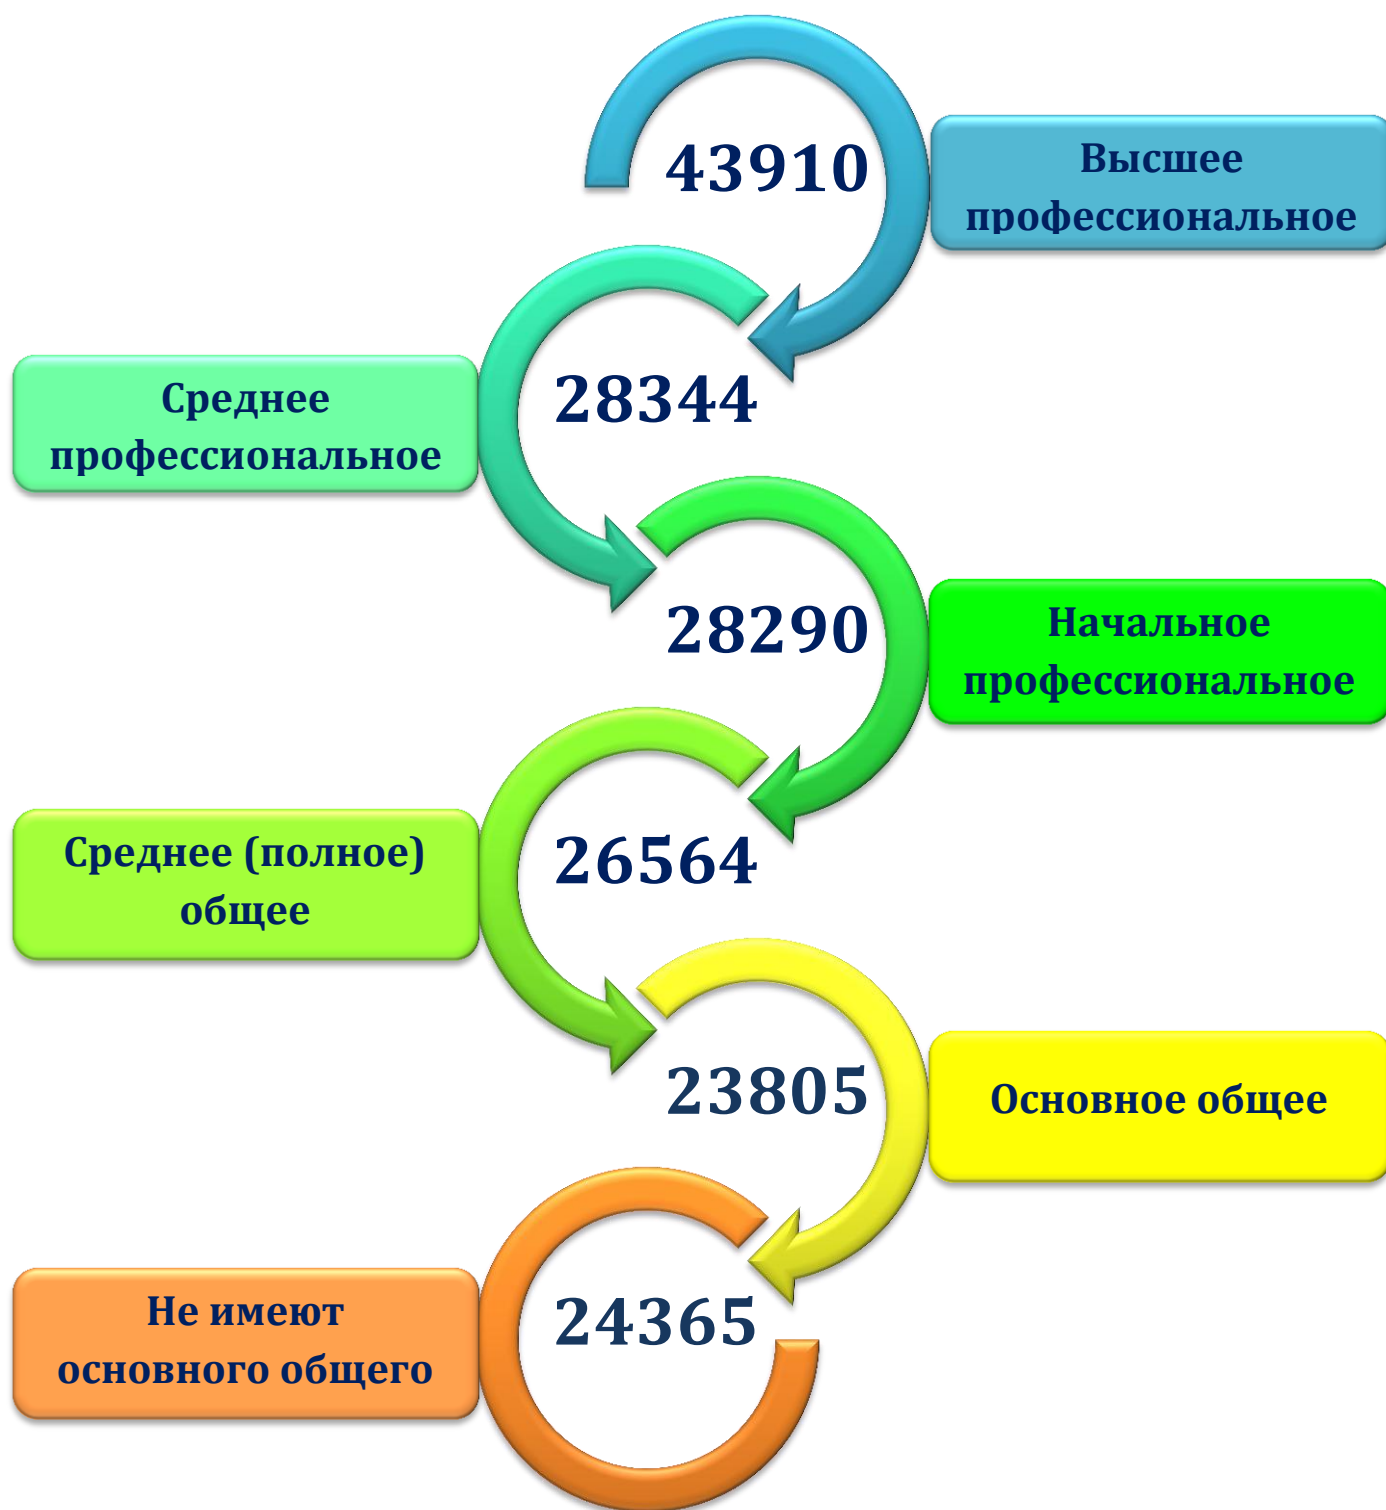 43910
Высшее
профессиональное
Среднее
профессиональное
28344
28290
Начальное
профессиональное
Среднее (полное)
общее
26564
23805
Основное общее
Не имеют
основного общего
24365